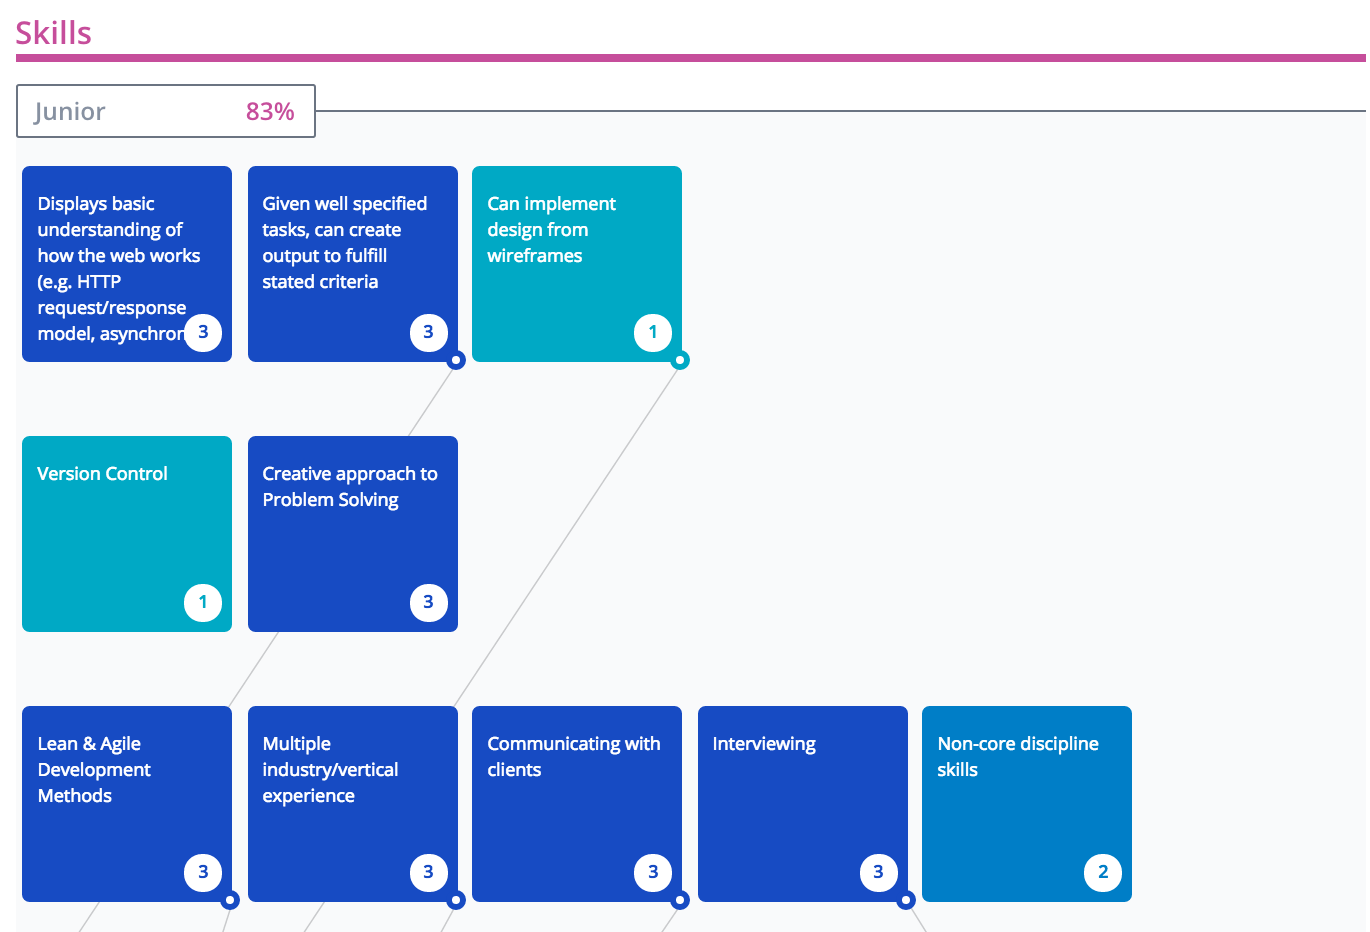 Skills
Junior 83%
Displays basic
understanding of
how the web works
(e.g. HTTP
request/response
model, asynchron
3
Given well specified
tasks, can create
output to fulfill
stated criteria
3
Can implement
design from
wireframes
1
Version Control
1
Creative approach to
Problem Solving
3
Lean & Agile
Development
Methods
3
Multiple
industry/vertical
experience
3
Communicating with
clients
3
Interviewing
3
Non-core discipline
skills
2